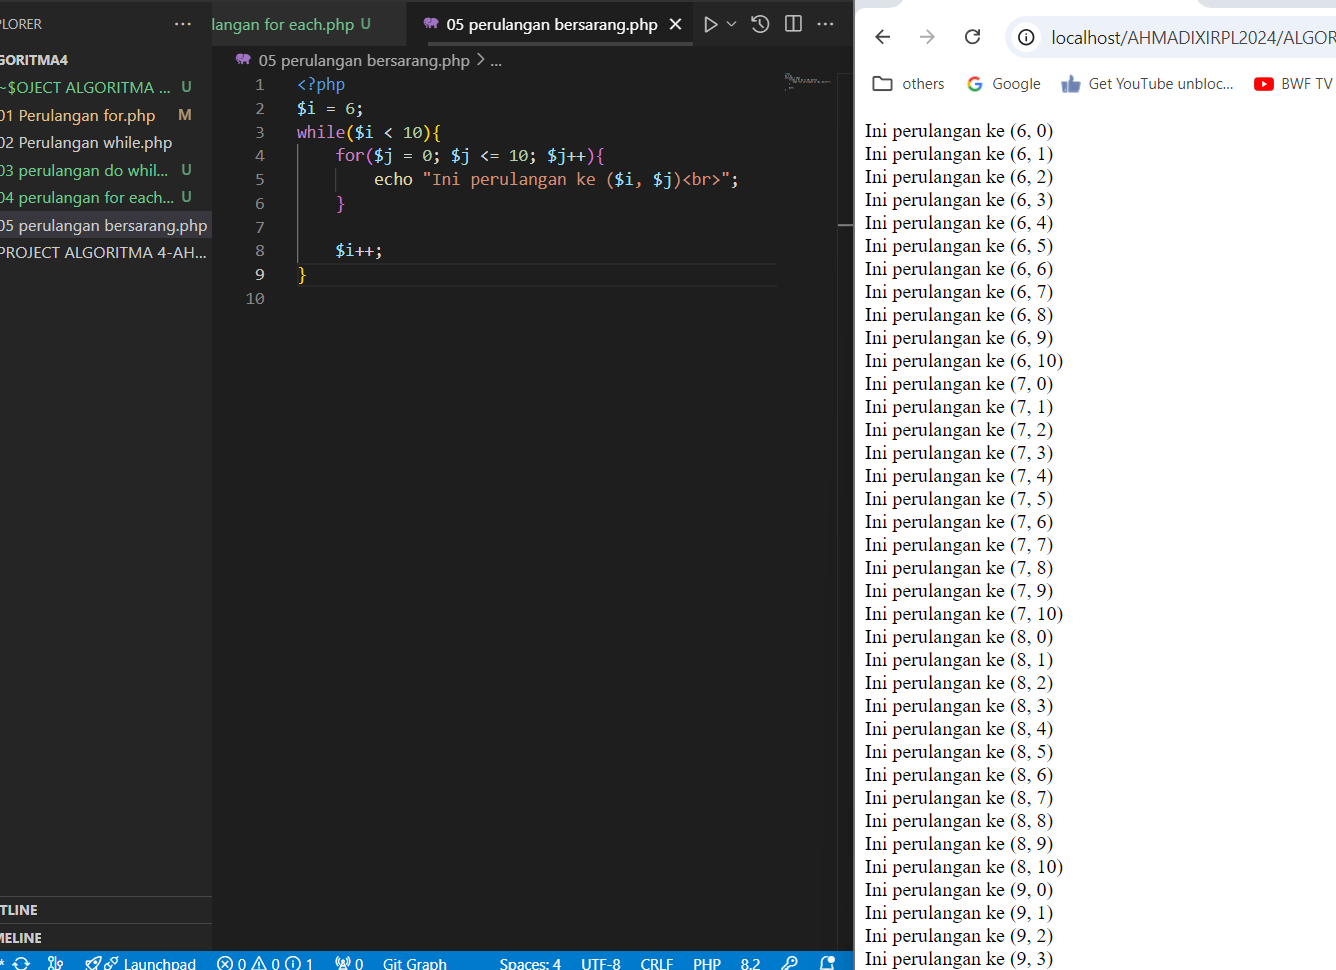 PLORER
GORITMA4
~$OJECT ALGORITMA ... U
01 Perulangan for.php M
02 Perulangan while.php
03 perulangan do whil... U
04 perulangan for each... U
05 perulangan bersarang.php
PROJECT ALGORITMA 4-AH...
TLINE
MELINE
langan for each.php U
05 perulangan bersarang.php
05 perulangan bersarang.php > ...
1 <?php
2 $i = 6;
3 while($i < 10){
4 for($j = 0; $j <= 10; $j++){
5 echo "Ini perulangan ke ($i, $j)<br>";
6 }
7
8 $i++;
9 }
10
Launchpad 0 0 1 0 Git Graph Spaces: 4 UTF-8 CRLF PHP 8.2
localhost/AHMADIXIRPL2024/ALGOR
others Google Get YouTube unbloc... BWF TV
Ini perulangan ke (6, 0)
Ini perulangan ke (6, 1)
Ini perulangan ke (6, 2)
Ini perulangan ke (6, 3)
Ini perulangan ke (6, 4)
Ini perulangan ke (6, 5)
Ini perulangan ke (6, 6)
Ini perulangan ke (6, 7)
Ini perulangan ke (6, 8)
Ini perulangan ke (6, 9)
Ini perulangan ke (6, 10)
Ini perulangan ke (7, 0)
Ini perulangan ke (7, 1)
Ini perulangan ke (7, 2)
Ini perulangan ke (7, 3)
Ini perulangan ke (7, 4)
Ini perulangan ke (7, 5)
Ini perulangan ke (7, 6)
Ini perulangan ke (7, 7)
Ini perulangan ke (7, 8)
Ini perulangan ke (7, 9)
Ini perulangan ke (7, 10)
Ini perulangan ke (8, 0)
Ini perulangan ke (8, 1)
Ini perulangan ke (8, 2)
Ini perulangan ke (8, 3)
Ini perulangan ke (8, 4)
Ini perulangan ke (8, 5)
Ini perulangan ke (8, 6)
Ini perulangan ke (8, 7)
Ini perulangan ke (8, 8)
Ini perulangan ke (8, 9)
Ini perulangan ke (8, 10)
Ini perulangan ke (9, 0)
Ini perulangan ke (9, 1)
Ini perulangan ke (9, 2)
Ini perulangan ke (9, 3)